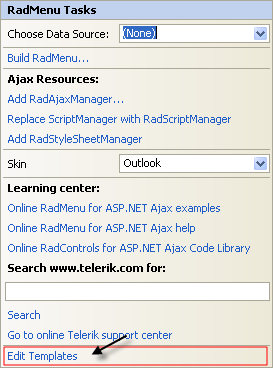 RadMenu Tasks
Choose Data Source: (None)
Build RadMenu...
Ajax Resources:
Add RadAjaxManager...
Replace ScriptManager with RadScriptManager
Add RadStyleSheetManager
Skin Outlook
Learning center:
Online RadMenu for ASP.NET Ajax examples
Online RadMenu for ASP.NET Ajax help
Online RadControls for ASP.NET Ajax Code Library
Search www.telerik.com for:
Search
Go to online Telerik support center
Edit Templates